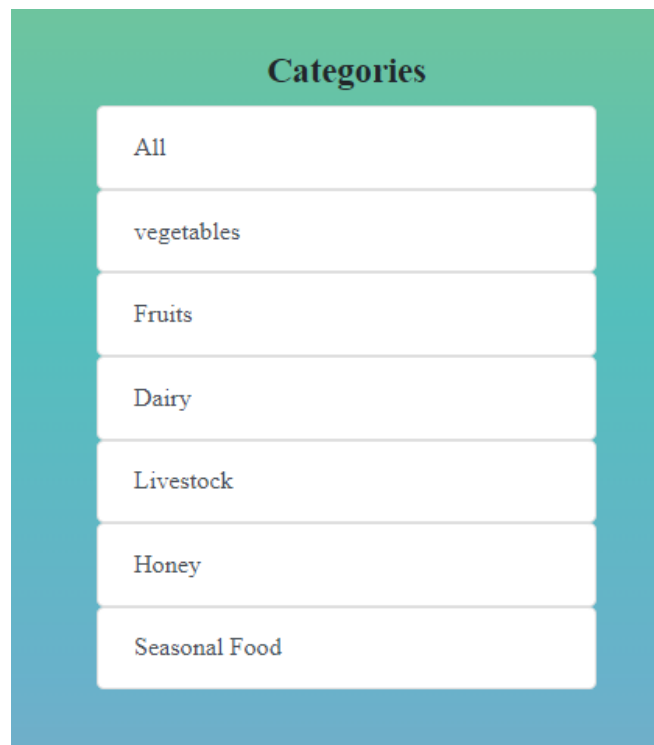 Categories
All
vegetables
Fruits
Dairy
Livestock
Honey
Seasonal Food